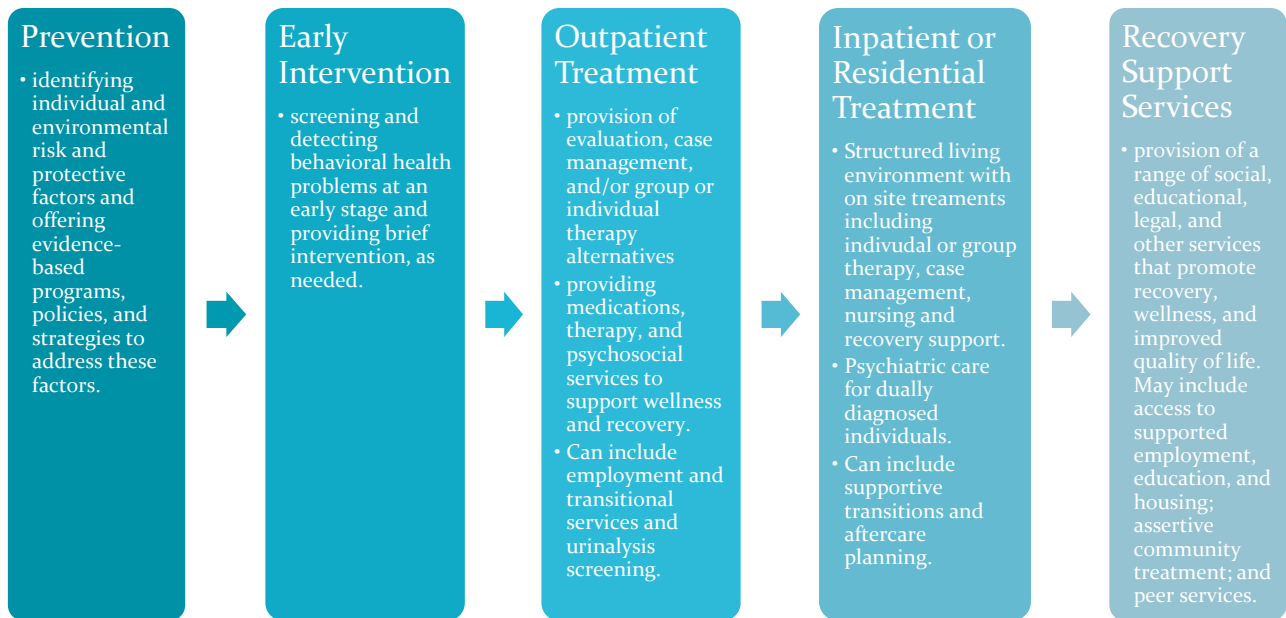 Prevention
• identifying
individual and
environmental
risk and
protective
factors and
offering
evidence-
based
programs,
policies, and
strategies to
address these
factors.
Early
Intervention
• screening and
detecting
behavioral health
problems at an
early stage and
providing brief
intervention, as
needed.
Outpatient
Treatment
• provision of
evaluation, case
management,
and/or group or
individual
therapy
alternatives
• providing
medications,
therapy, and
psychosocial
services to
support wellness
and recovery.
• Can include
employment and
transitional
services and
urinalysis
screening.
Inpatient or
Residential
Treatment
• Structured living
environment with
on site treaments
including
indivudal or group
therapy, case
management,
nursing and
recovery support.
• Psychiatric care
for dually
diagnosed
individuals.
• Can include
supportive
transitions and
aftercare
planning.
Recovery
Support
Services
• provision of a
range of social,
educational,
legal, and
other services
that promote
recovery,
wellness, and
improved
quality of life.
May include
access to
supported
employment,
education, and
housing;
assertive
community
treatment; and
peer services.